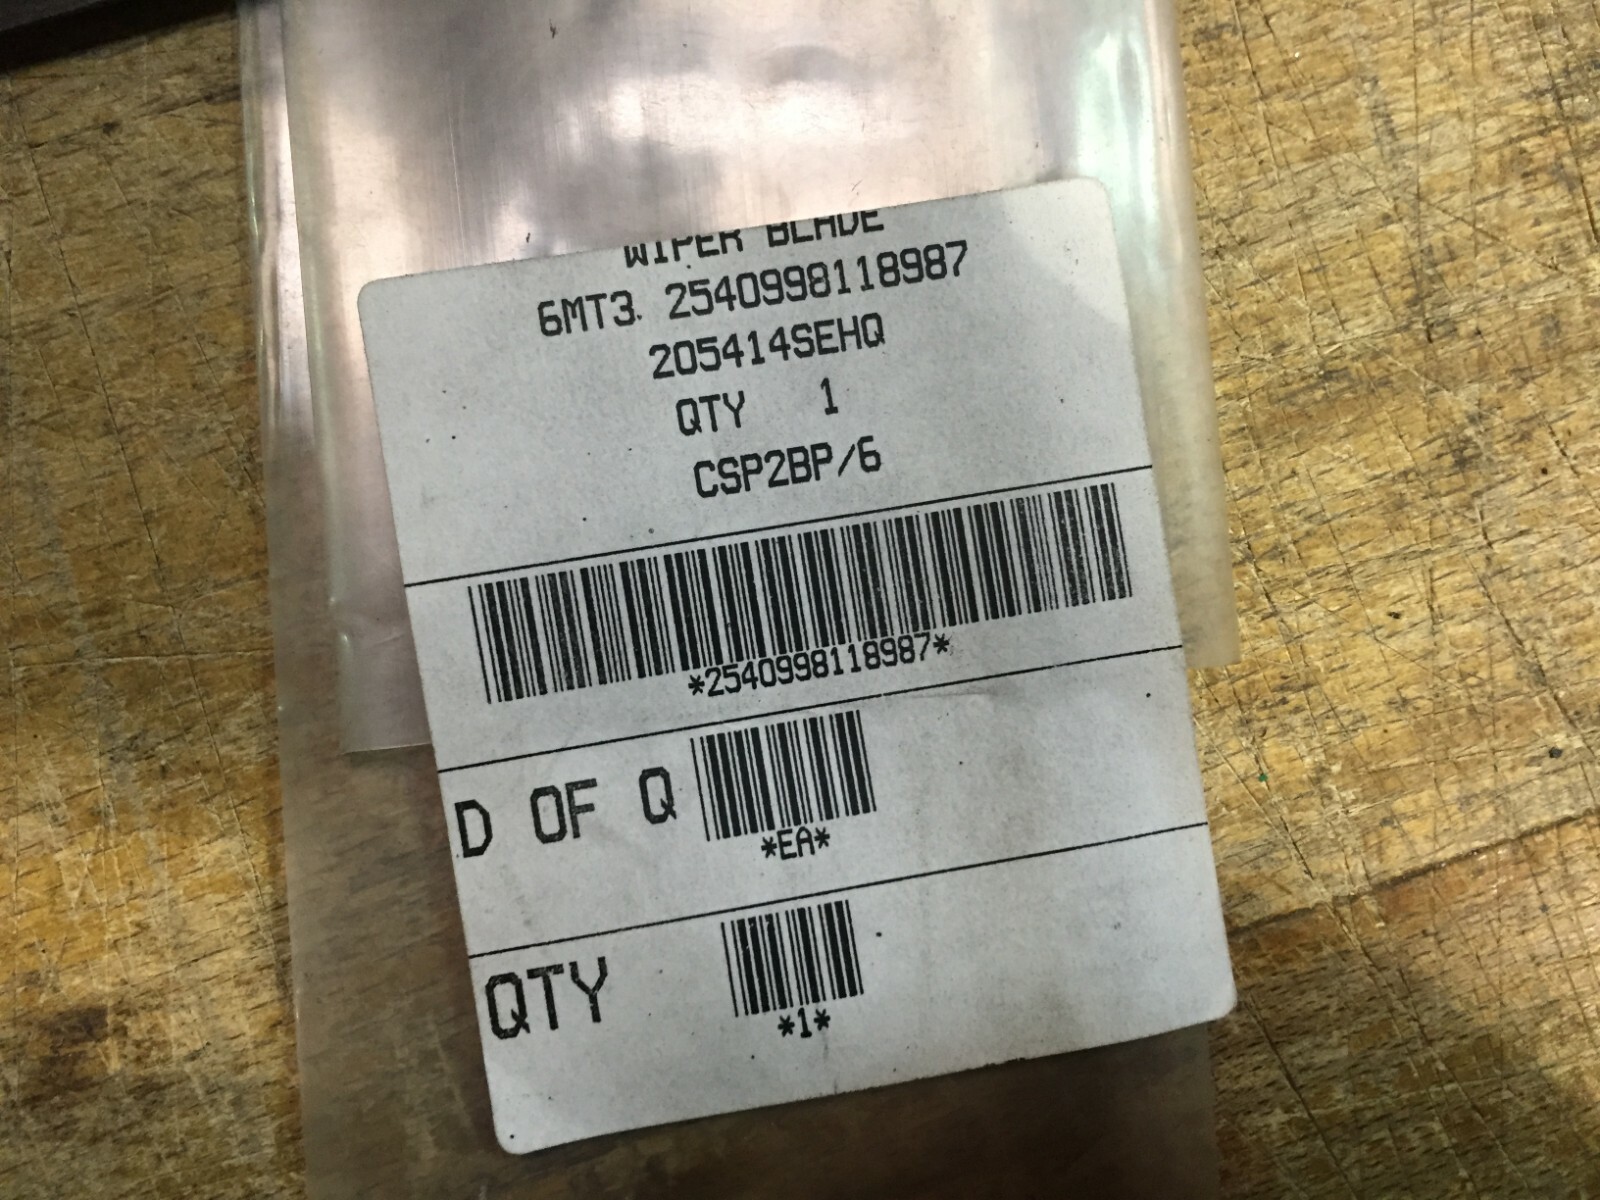 WIPER BLADE
6MT3. 2540998118987
205414SEHQ
QTY 1
CSP2BP/6
*2540998118987*
D OF Q
*EA*
QTY
*1*